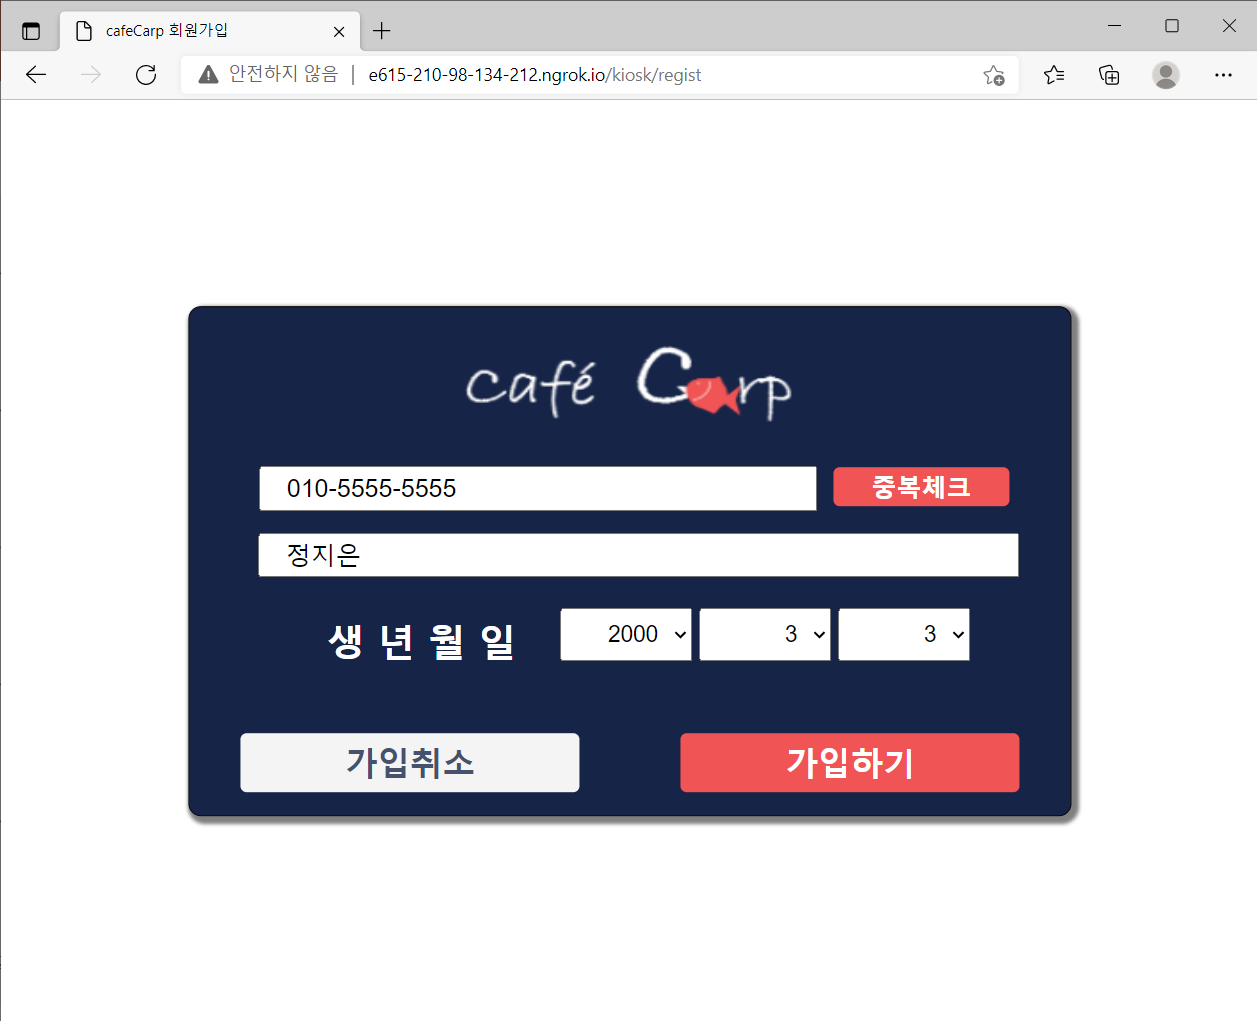 cafeCarp 회원가입
안전하지 않음 | e615-210-98-134-212.ngrok.io/kiosk/regist
café Carp
010-5555-5555 중복체크
정지은
생 년 월 일 2000 3 3
가입취소 가입하기